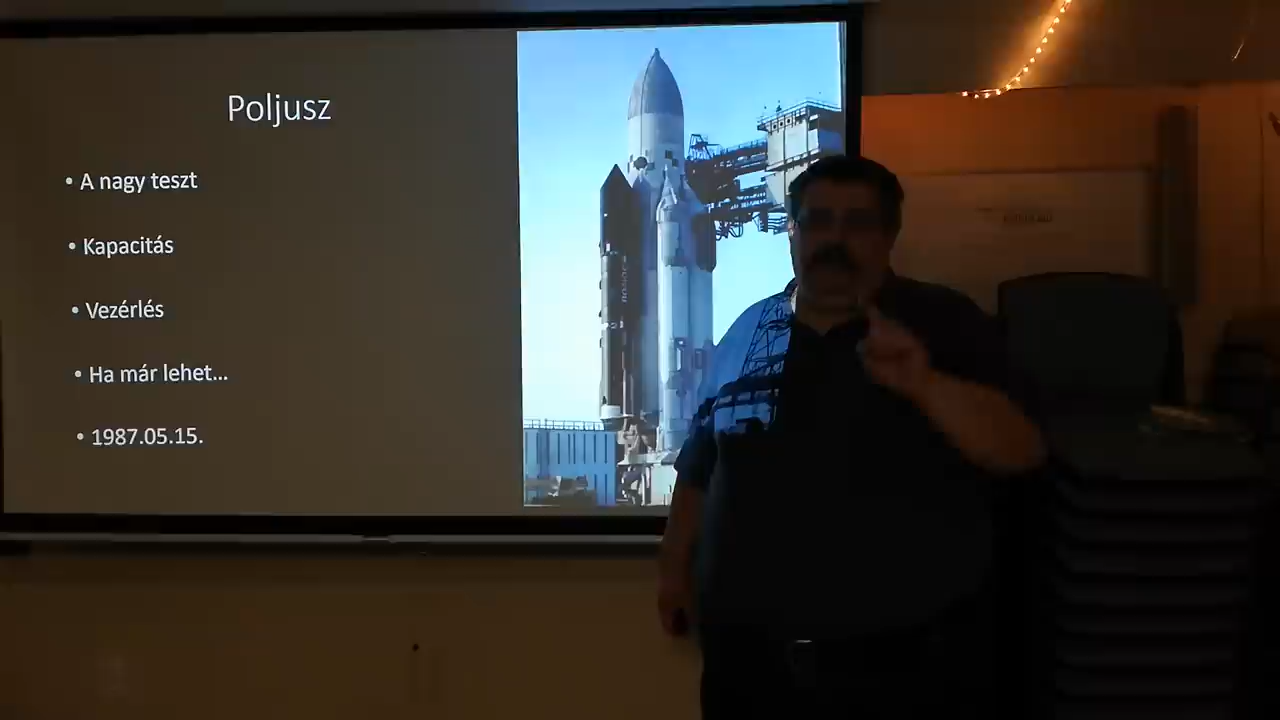 Poljusz
• A nagy teszt
• Kapacitás
• Vezérlés
• Ha már lehet...
• 1987.05.15.